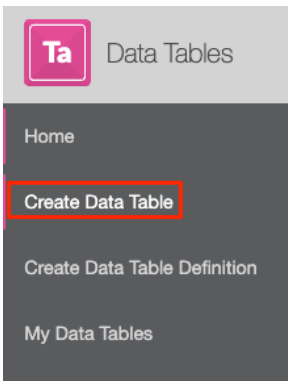 Ta
Data Tables
Home
Create Data Table
Create Data Table Definition
My Data Tables